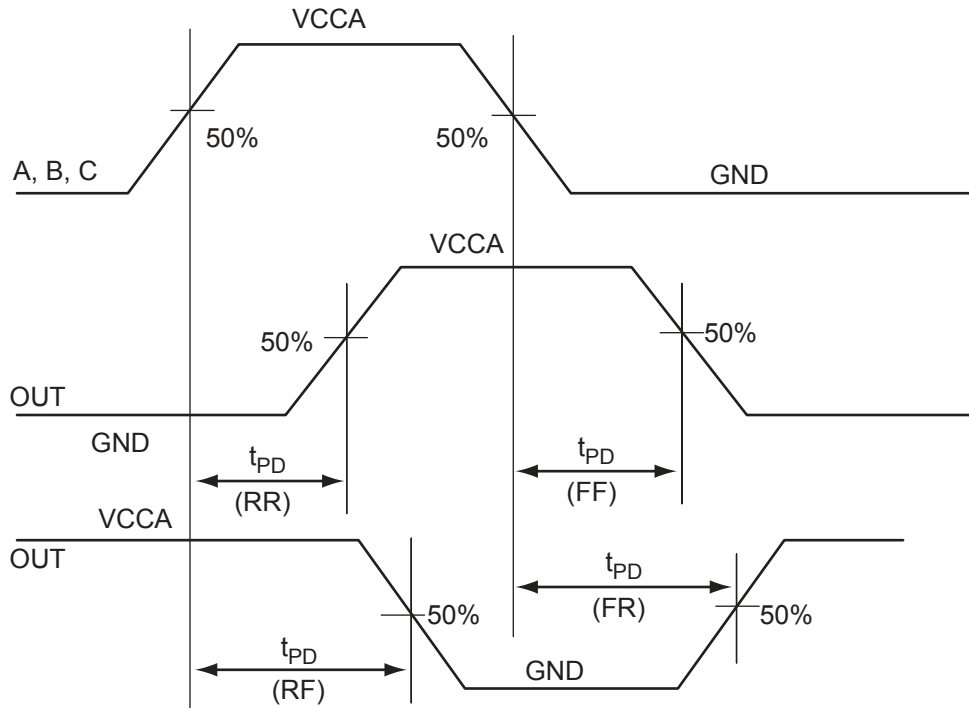 VCCA
50%
50%
A, B, C
GND
VCCA
50%
50%
OUT
GND
tPD
(RR)
tPD
(FF)
VCCA
OUT
tPD
(FR)
50%
50%
tPD
(RF)
GND